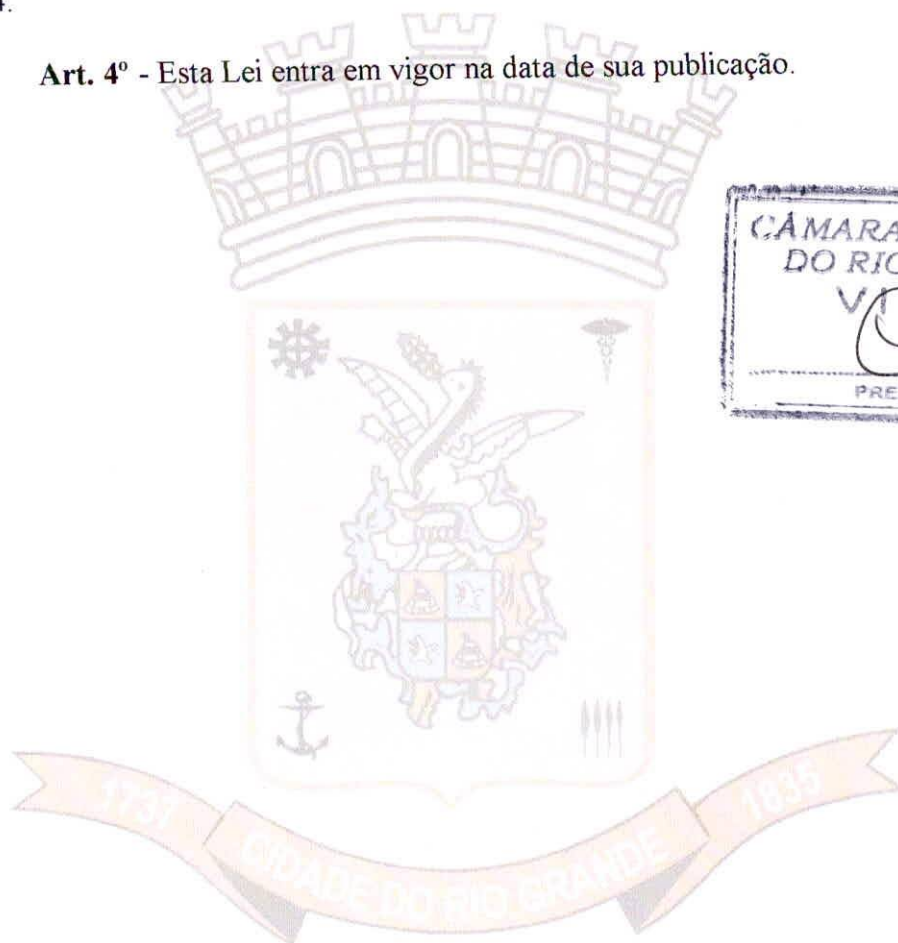 Art. 4º - Esta Lei entra em vigor na data de sua publicação.
CÂMARA
DO RIO
PRE
1737
CIDADE DO RIO GRANDE
1835